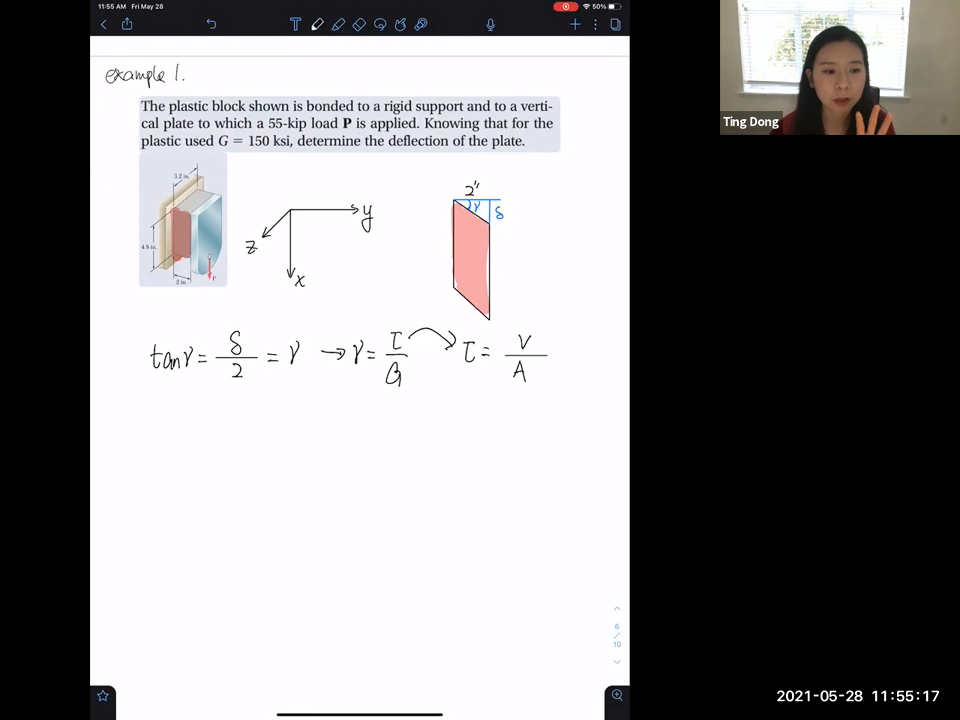 11:55 AM Fri May 28
50%
example 1.
The plastic block shown is bonded to a rigid support and to a verti-
cal plate to which a 55-kip load P is applied. Knowing that for the
plastic used G = 150 ksi, determine the deflection of the plate.
3.2 in.
4.8 in.
2 in.
P
y
z
x
2"
γ
δ
tanγ = δ/2 = γ → γ = τ/G τ = V/A
6
/
10
Ting Dong
2021-05-28 11:55:17